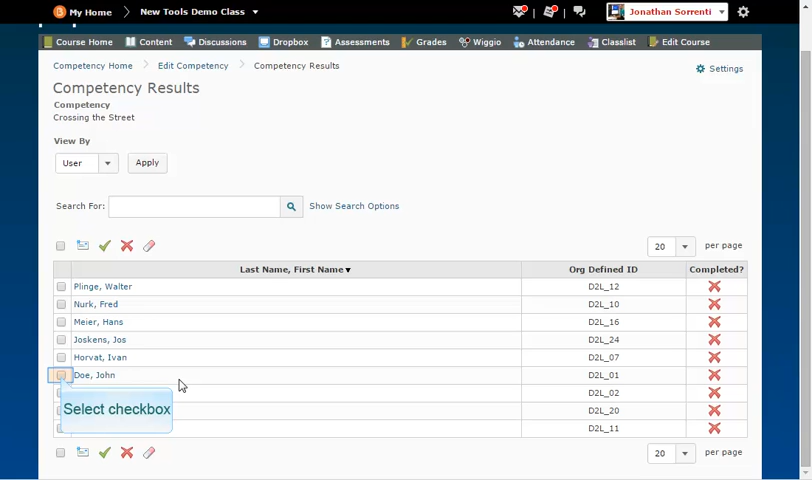 My Home New Tools Demo Class Jonathan Sorrenti
Course Home Content Discussions Dropbox Assessments Grades Wiggio Attendance Classlist Edit Course
Competency Home Edit Competency Competency Results
Settings
Competency Results
Competency
Crossing the Street
View By
User Apply
Search For: Show Search Options
20 per page
Last Name, First Name Org Defined ID Completed?
Plinge, Walter D2L_12
Nurk, Fred D2L_10
Meier, Hans D2L_16
Joskens, Jos D2L_24
Horvat, Ivan D2L_07
Doe, John D2L_01
D2L_02
Select checkbox D2L_20
D2L_11
20 per page